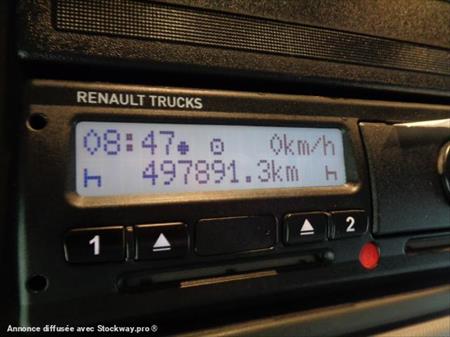 RENAULT TRUCKS
08:47 0km/h
497891.3km
1 2
Annonce diffusée avec Stockway.pro ®